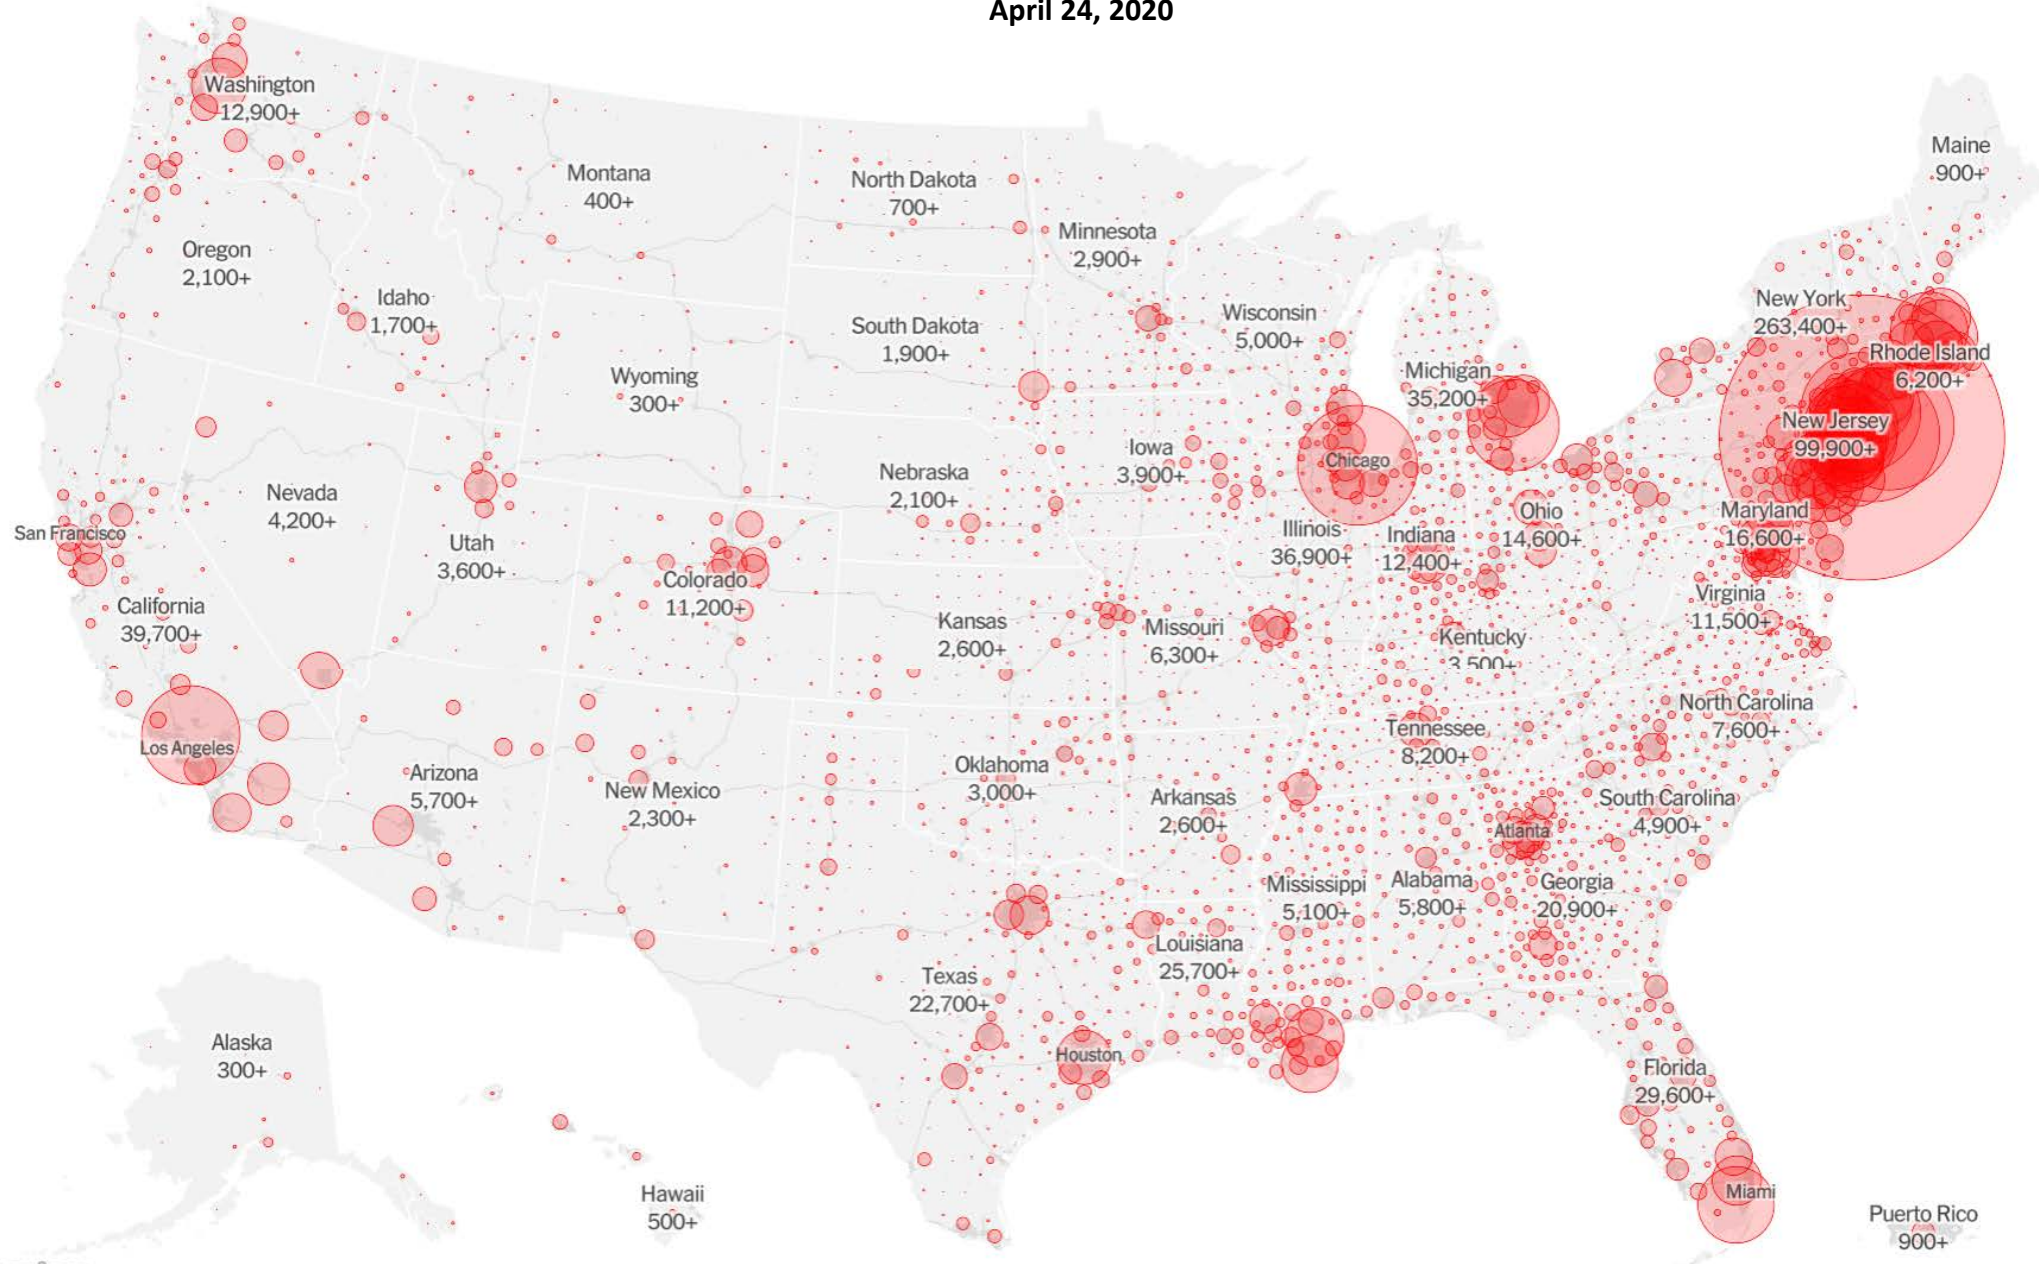 April 24, 2020
Washington
12,900+
Montana
400+
North Dakota
700+
Minnesota
2,900+
Maine
900+
Oregon
2,100+
Idaho
1,700+
South Dakota
1,900+
Wisconsin
5,000+
New York
263,400+
Rhode Island
6,200+
Wyoming
300+
Michigan
35,200+
New Jersey
99,900+
Iowa
3,900+
Chicago
Nebraska
2,100+
Nevada
4,200+
Utah
3,600+
San Francisco
Illinois
36,900+
Indiana
12,400+
Ohio
14,600+
Maryland
16,600+
Colorado
11,200+
California
39,700+
Kansas
2,600+
Missouri
6,300+
Kentucky
3,500+
Virginia
11,500+
North Carolina
7,600+
Los Angeles
Arizona
5,700+
New Mexico
2,300+
Oklahoma
3,000+
Arkansas
2,600+
Tennessee
8,200+
South Carolina
4,900+
Atlanta
Mississippi
5,100+
Alabama
5,800+
Georgia
20,900+
Texas
22,700+
Louisiana
25,700+
Houston
Florida
29,600+
Miami
Alaska
300+
Hawaii
500+
Puerto Rico
900+